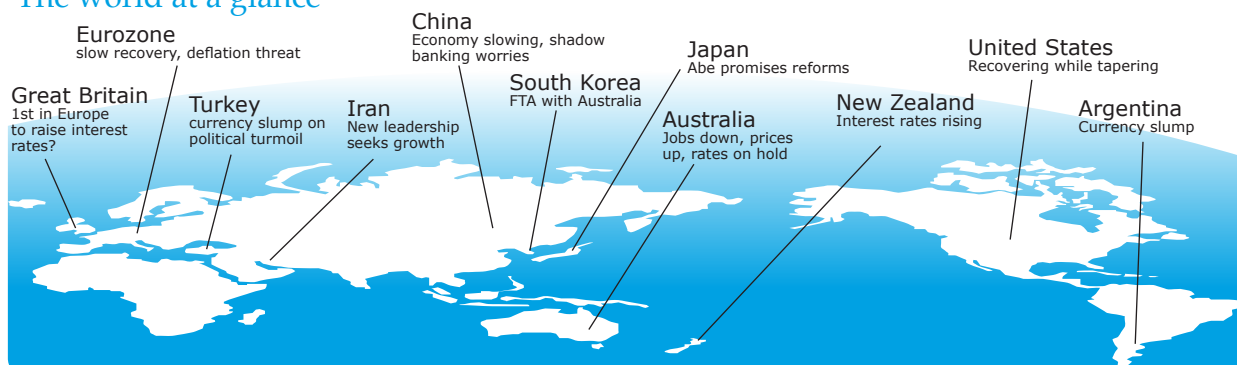 The world at a glance
Eurozone
slow recovery, deflation threat
China
Economy slowing, shadow
banking worries
Japan
Abe promises reforms
United States
Recovering while tapering
Great Britain
1st in Europe
to raise interest
rates?
Turkey
currency slump on
political turmoil
Iran
New leadership
seeks growth
South Korea
FTA with Australia
Australia
Jobs down, prices
up, rates on hold
New Zealand
Interest rates rising
Argentina
Currency slump